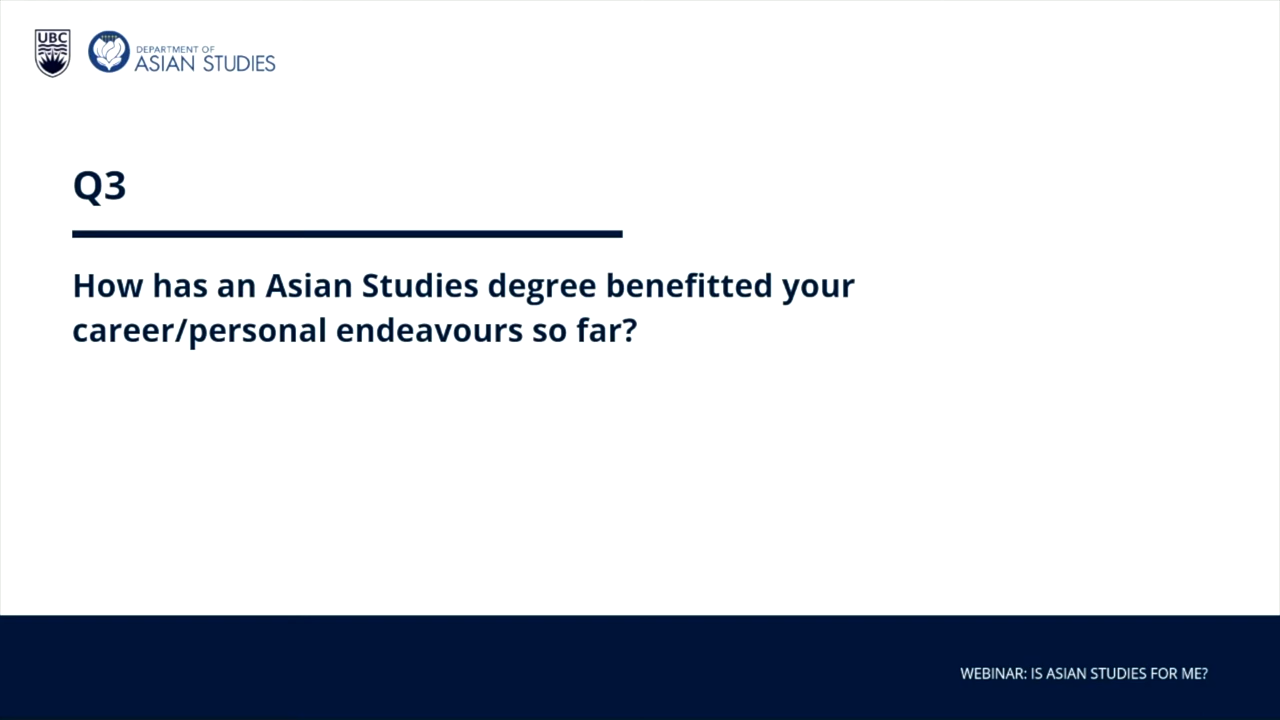 UBC
DEPARTMENT OF
ASIAN STUDIES
Q3
How has an Asian Studies degree benefitted your
career/personal endeavours so far?
WEBINAR: IS ASIAN STUDIES FOR ME?